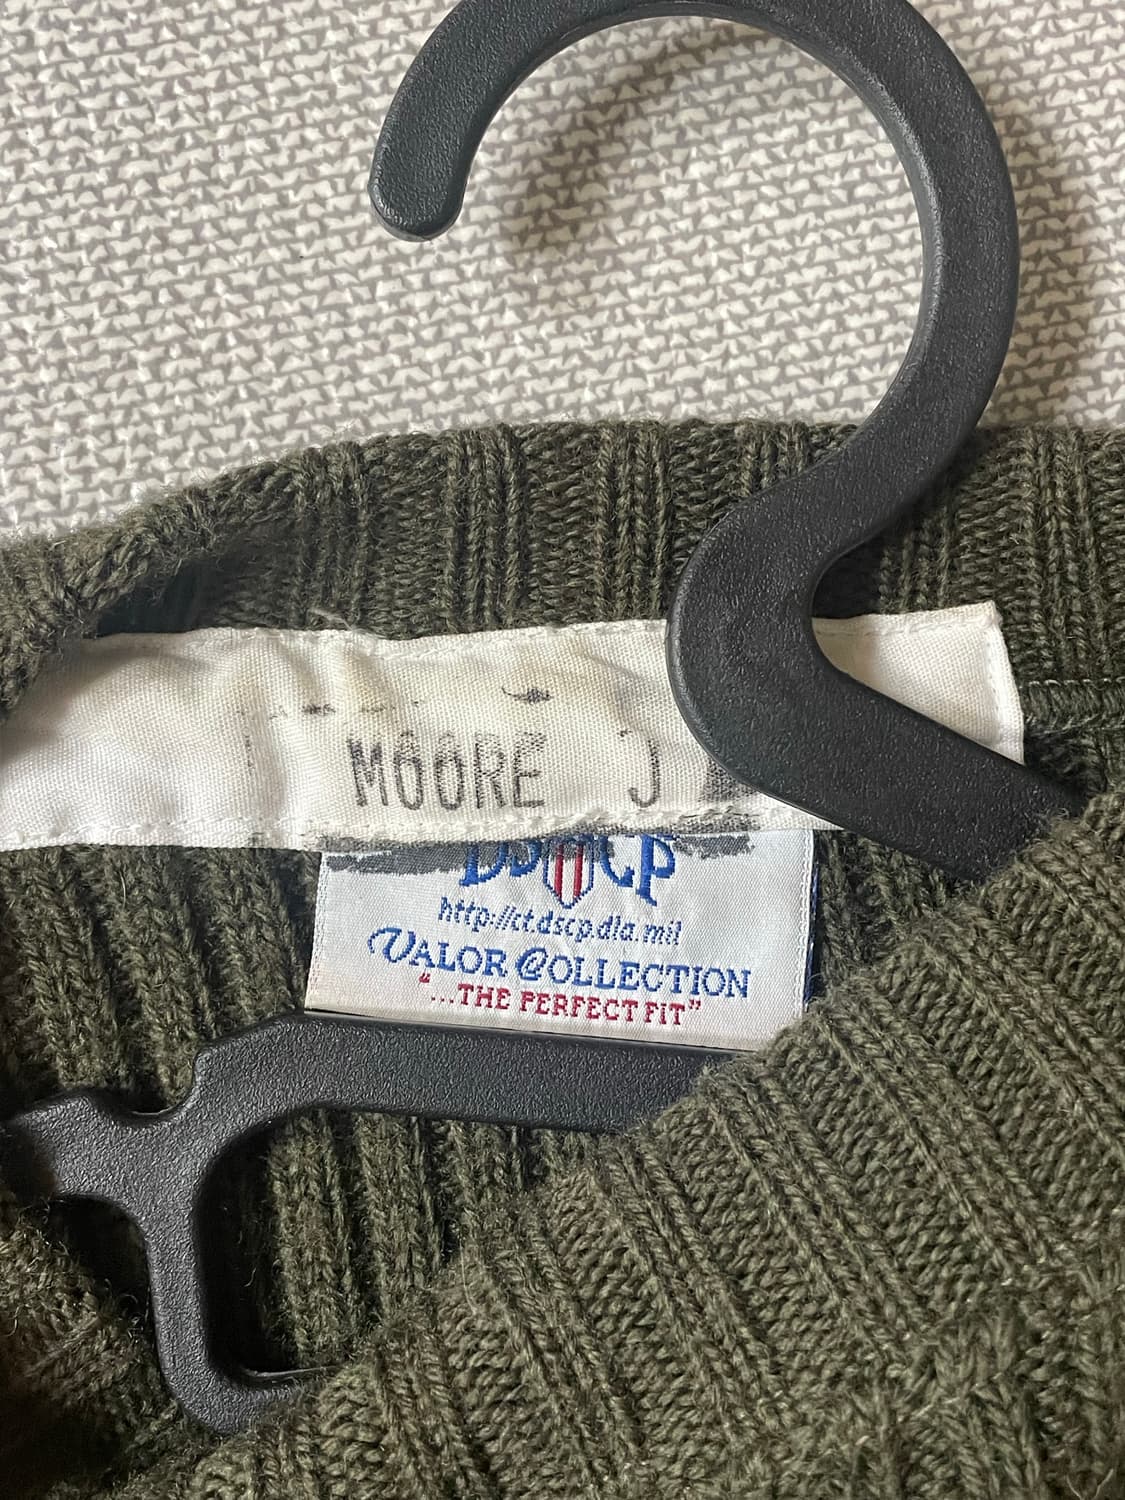 MOORE J
DSCP
http://ct.dscp.dla.mil
VALOR COLLECTION
"...THE PERFECT FIT"